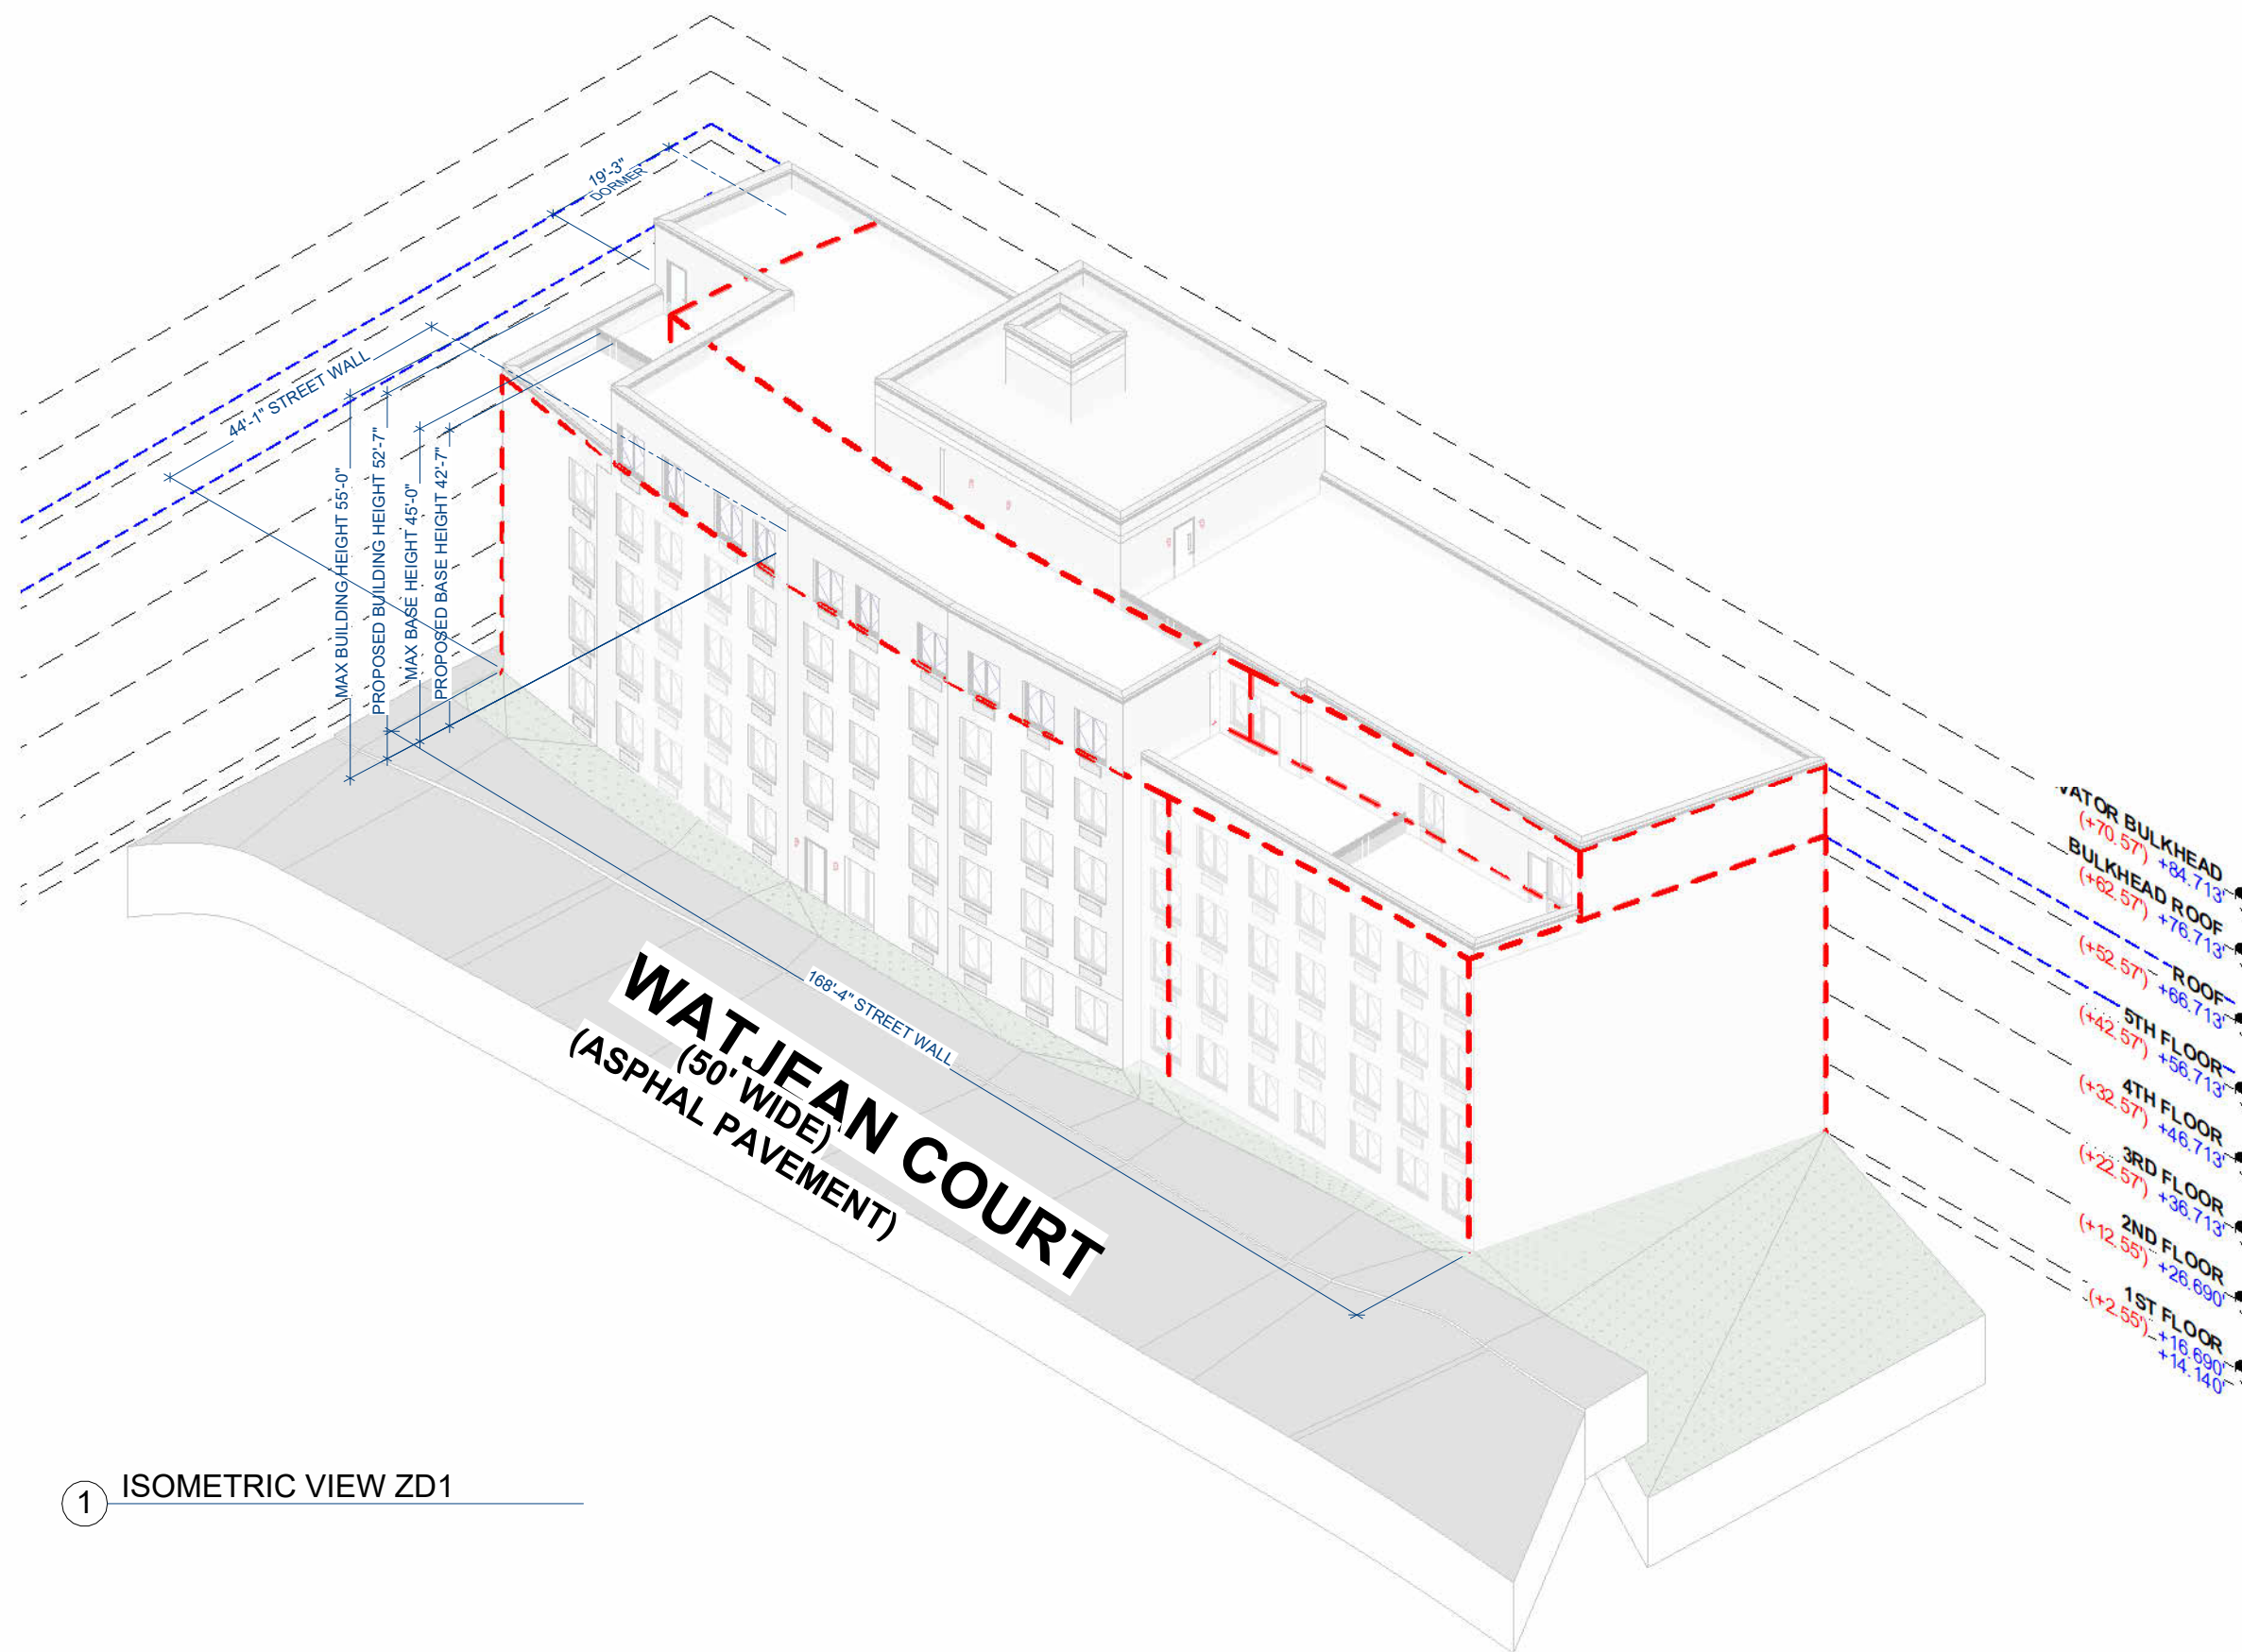 19'-3"
DORMER
44'-1" STREET WALL
MAX BUILDING HEIGHT 55'-0"
PROPOSED BUILDING HEIGHT 52'-7"
MAX BASE HEIGHT 45'-0"
PROPOSED BASE HEIGHT 42'-7"
168'-4" STREET WALL
WATJEAN COURT
(50' WIDE)
(ASPHAL PAVEMENT)
VATOR BULKHEAD
(+70.57') +84.713'
BULKHEAD ROOF
(+62.57') +76.713'
ROOF
(+52.57') +66.713'
5TH FLOOR
(+42.57') +56.713'
4TH FLOOR
(+32.57') +46.713'
3RD FLOOR
(+22.57') +36.713'
2ND FLOOR
(+12.55') +26.690'
1ST FLOOR
(+2.55') +16.690'
+14.140'
1
ISOMETRIC VIEW ZD1